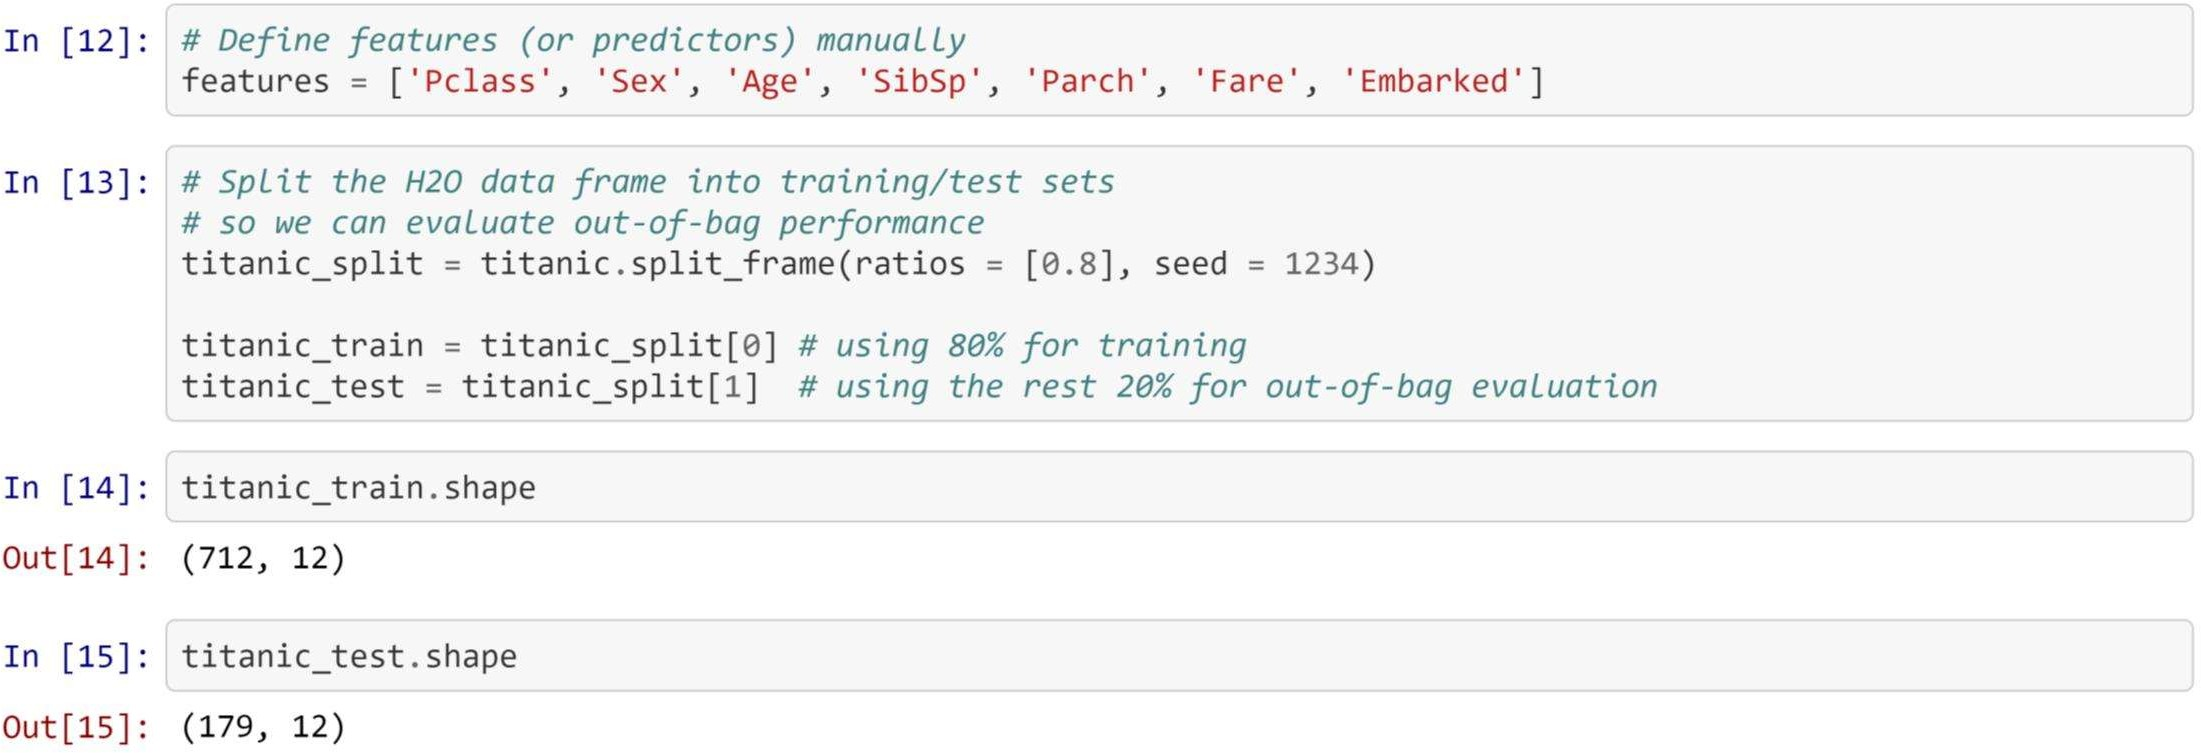 In [12]: # Define features (or predictors) manually
features = ['Pclass', 'Sex', 'Age', 'SibSp', 'Parch', 'Fare', 'Embarked']
In [13]: # Split the H2O data frame into training/test sets
# so we can evaluate out-of-bag performance
titanic_split = titanic.split_frame(ratios = [0.8], seed = 1234)
titanic_train = titanic_split[0] # using 80% for training
titanic_test = titanic_split[1]  # using the rest 20% for out-of-bag evaluation
In [14]: titanic_train.shape
Out[14]: (712, 12)
In [15]: titanic_test.shape
Out[15]: (179, 12)